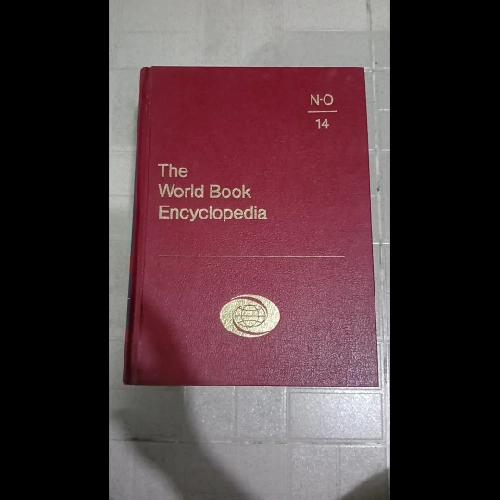 N-O
14
The
World Book
Encyclopedia